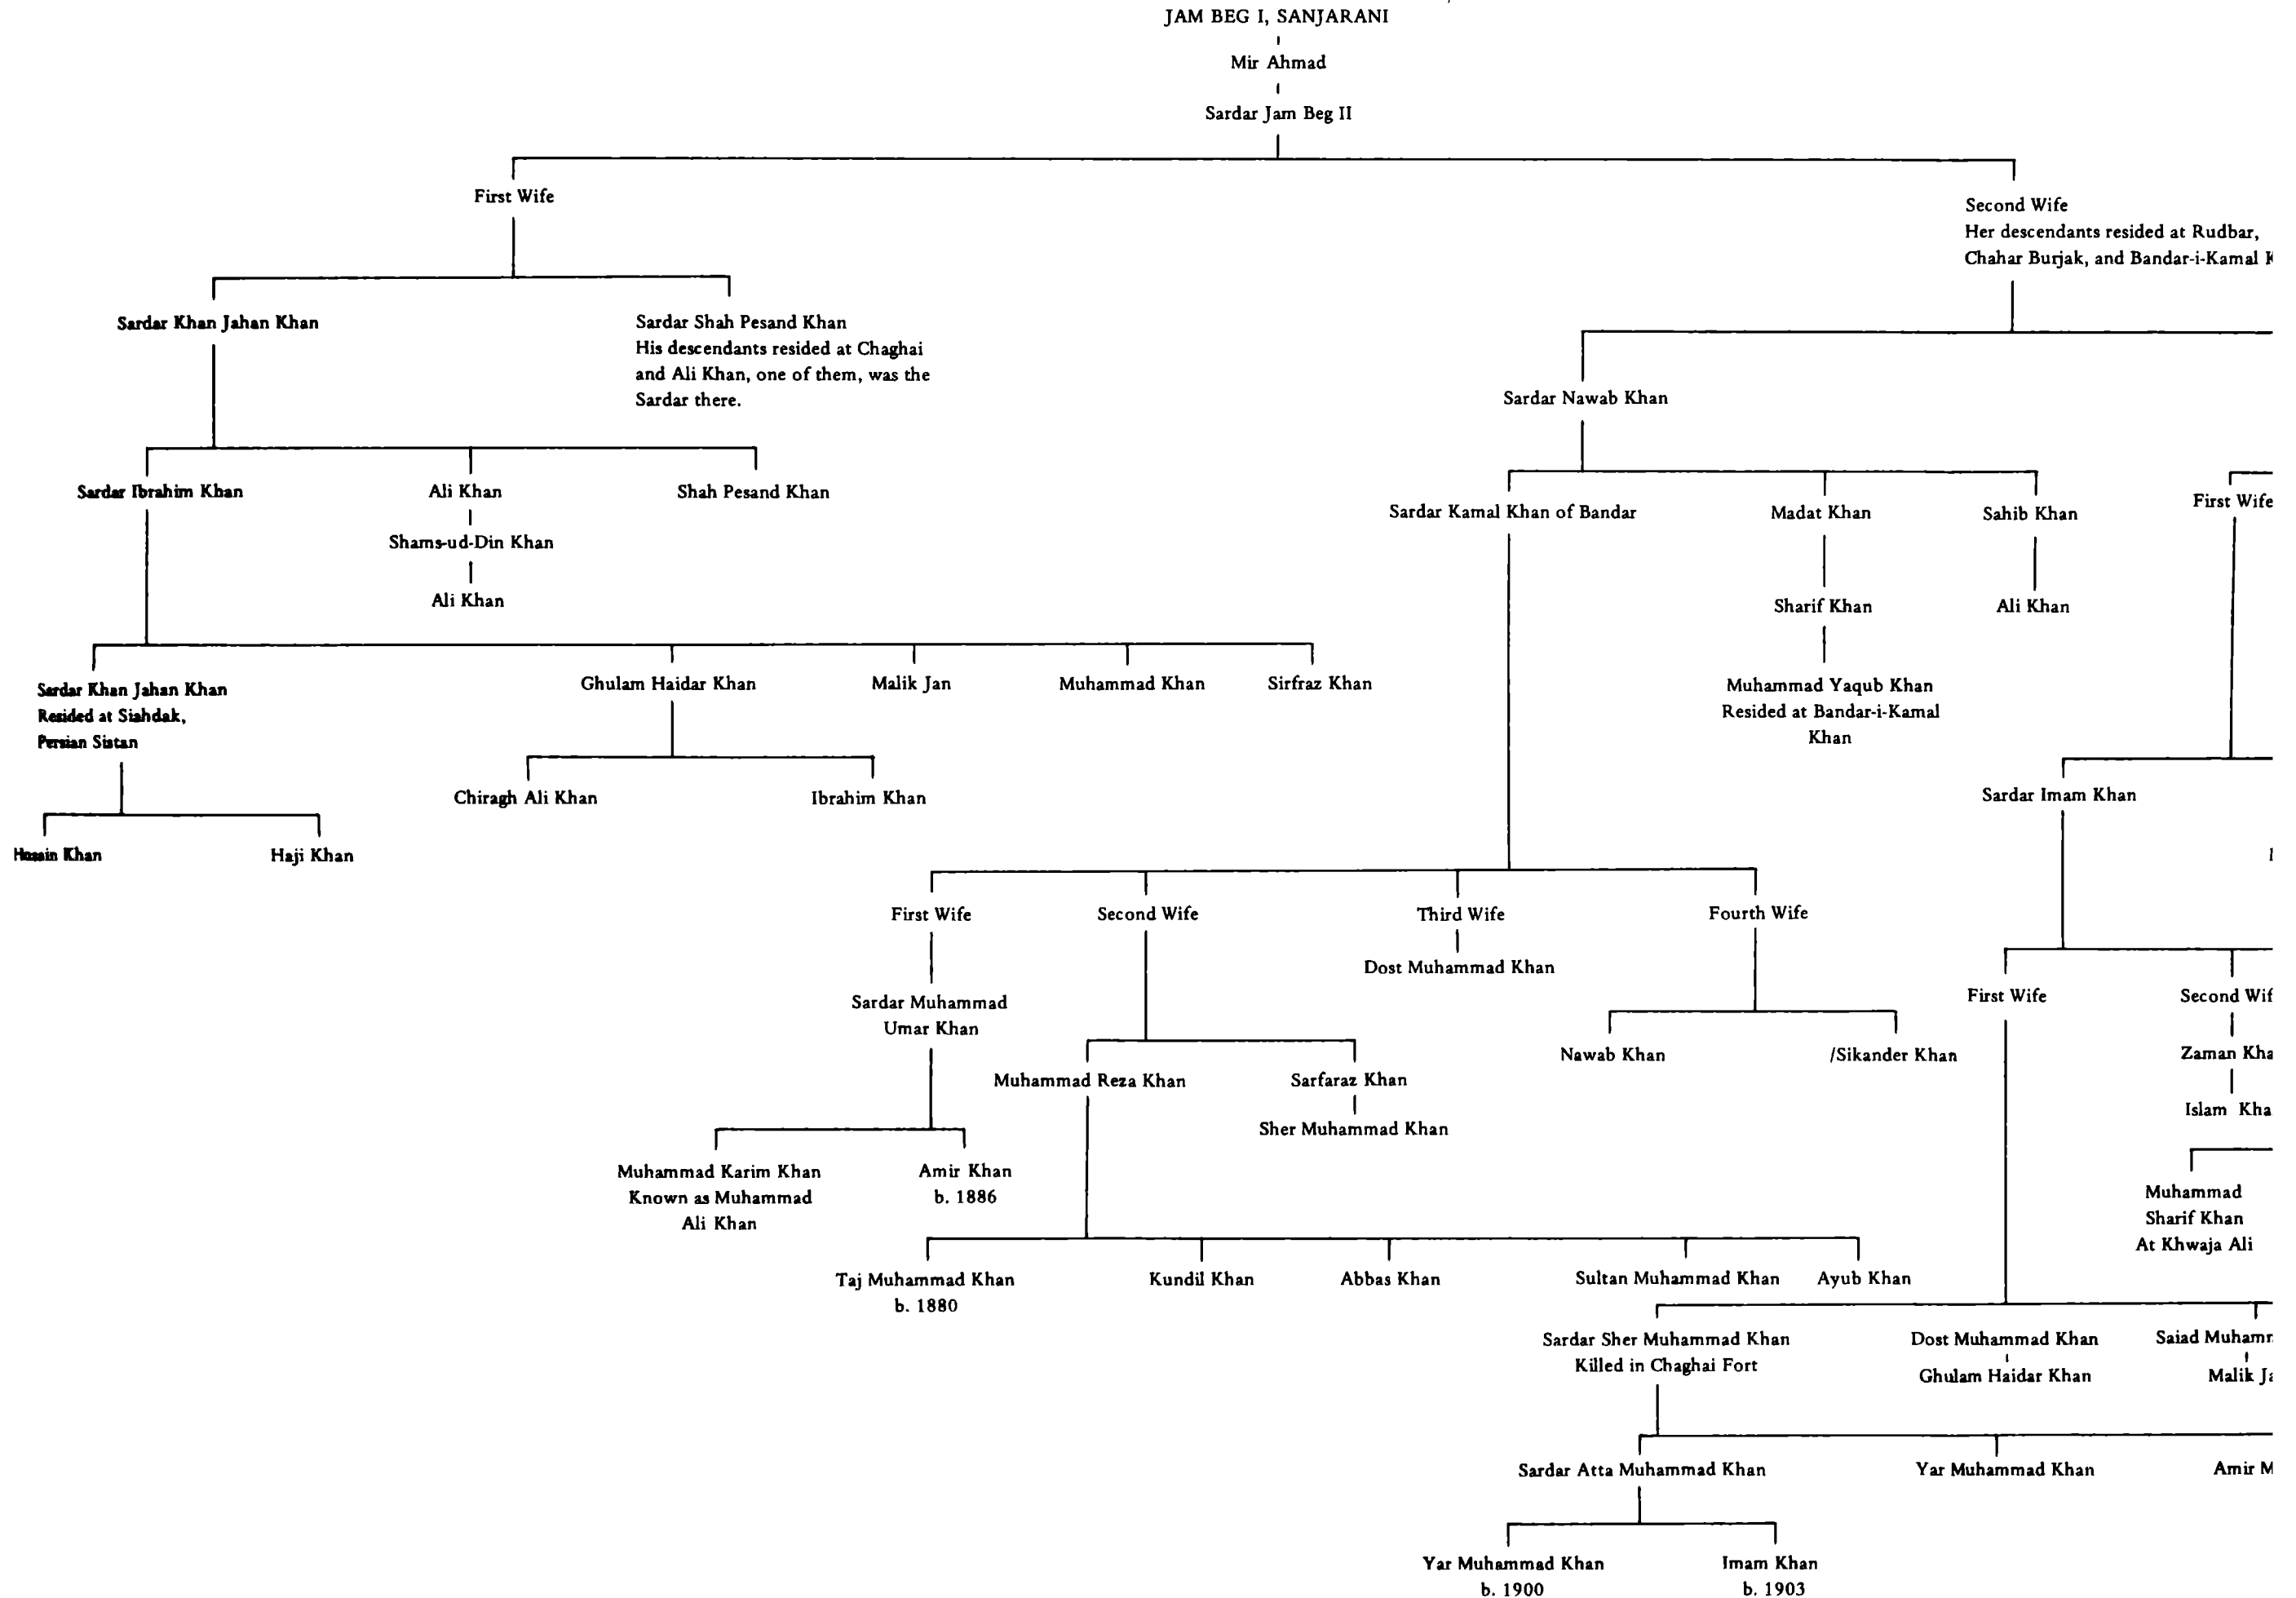 JAM BEG I, SANJARANI
Mir Ahmad
Sardar Jam Beg II
First Wife
Second Wife
Her descendants resided at Rudbar,
Chahar Burjak, and Bandar-i-Kamal
Sardar Khan Jahan Khan
Sardar Shah Pesand Khan
His descendants resided at Chaghai
and Ali Khan, one of them, was the
Sardar there.
Sardar Nawab Khan
Sardar Ibrahim Khan
Ali Khan
Shah Pesand Khan
Sardar Kamal Khan of Bandar
Madat Khan
Sahib Khan
First Wife
Shams-ud-Din Khan
Ali Khan
Sharif Khan
Ali Khan
Sardar Khan Jahan Khan
Resided at Siahdak,
Persian Sistan
Ghulam Haidar Khan
Malik Jan
Muhammad Khan
Sirfraz Khan
Muhammad Yaqub Khan
Resided at Bandar-i-Kamal
Khan
Chiragh Ali Khan
Ibrahim Khan
Sardar Imam Khan
Khan
Haji Khan
First Wife
Second Wife
Third Wife
Fourth Wife
Dost Muhammad Khan
Sardar Muhammad
Umar Khan
First Wife
Second Wif
Nawab Khan
/Sikander Khan
Zaman Kha
Muhammad Reza Khan
Sarfaraz Khan
Islam Kha
Sher Muhammad Khan
Muhammad Karim Khan
Known as Muhammad
Ali Khan
Amir Khan
b. 1886
Muhammad
Sharif Khan
At Khwaja Ali
Taj Muhammad Khan
b. 1880
Kundil Khan
Abbas Khan
Sultan Muhammad Khan
Ayub Khan
Sardar Sher Muhammad Khan
Killed in Chaghai Fort
Dost Muhammad Khan
Ghulam Haidar Khan
Saiad Muham
Malik J
Sardar Atta Muhammad Khan
Yar Muhammad Khan
Amir M
Yar Muhammad Khan
b. 1900
Imam Khan
b. 1903